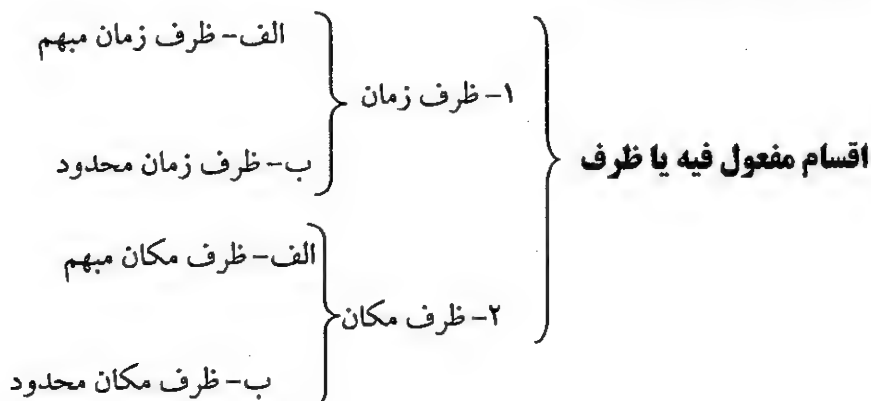 اقسام مفعول فیه یا ظرف
۱- ظرف زمان
الف- ظرف زمان مبهم
ب- ظرف زمان محدود
۲- ظرف مکان
الف- ظرف مکان مبهم
ب- ظرف مکان محدود